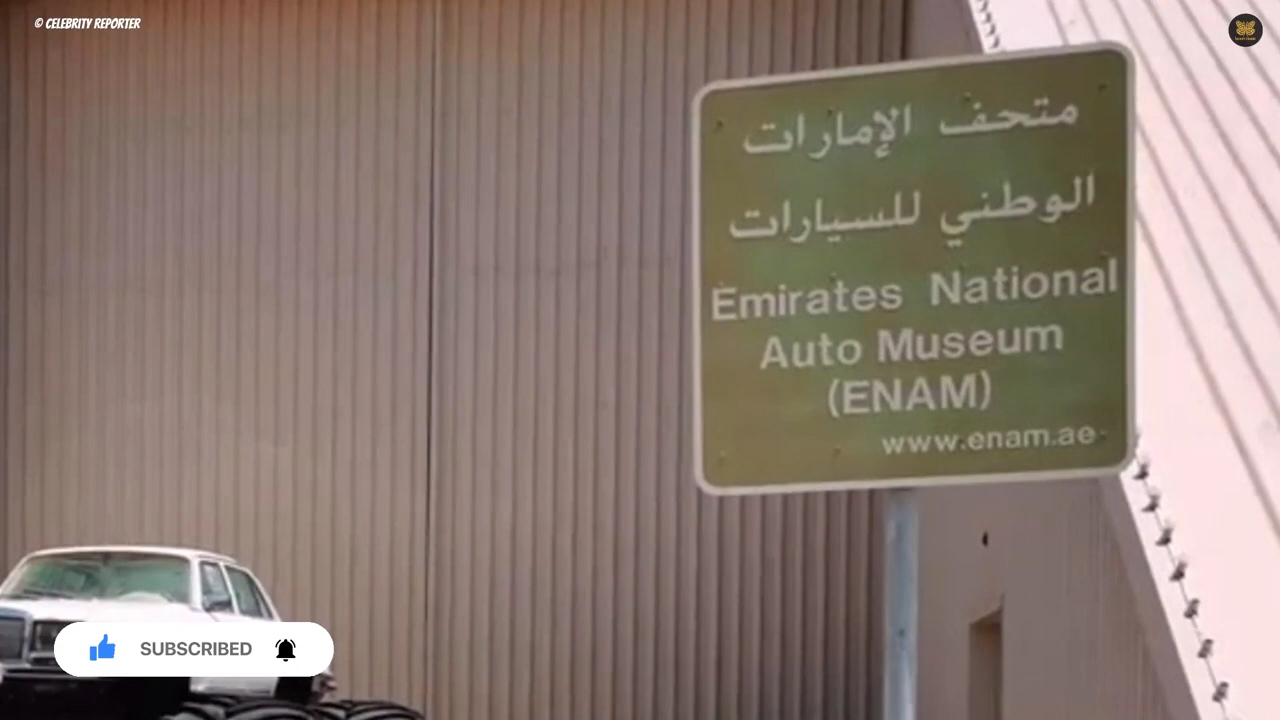 © CELEBRITY REPORTER
متحف الإمارات
الوطني للسيارات
Emirates National
Auto Museum
(ENAM)
www.enam.ae
SUBSCRIBED